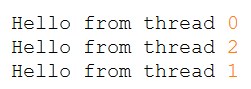 Hello from thread 0
Hello from thread 2
Hello from thread 1